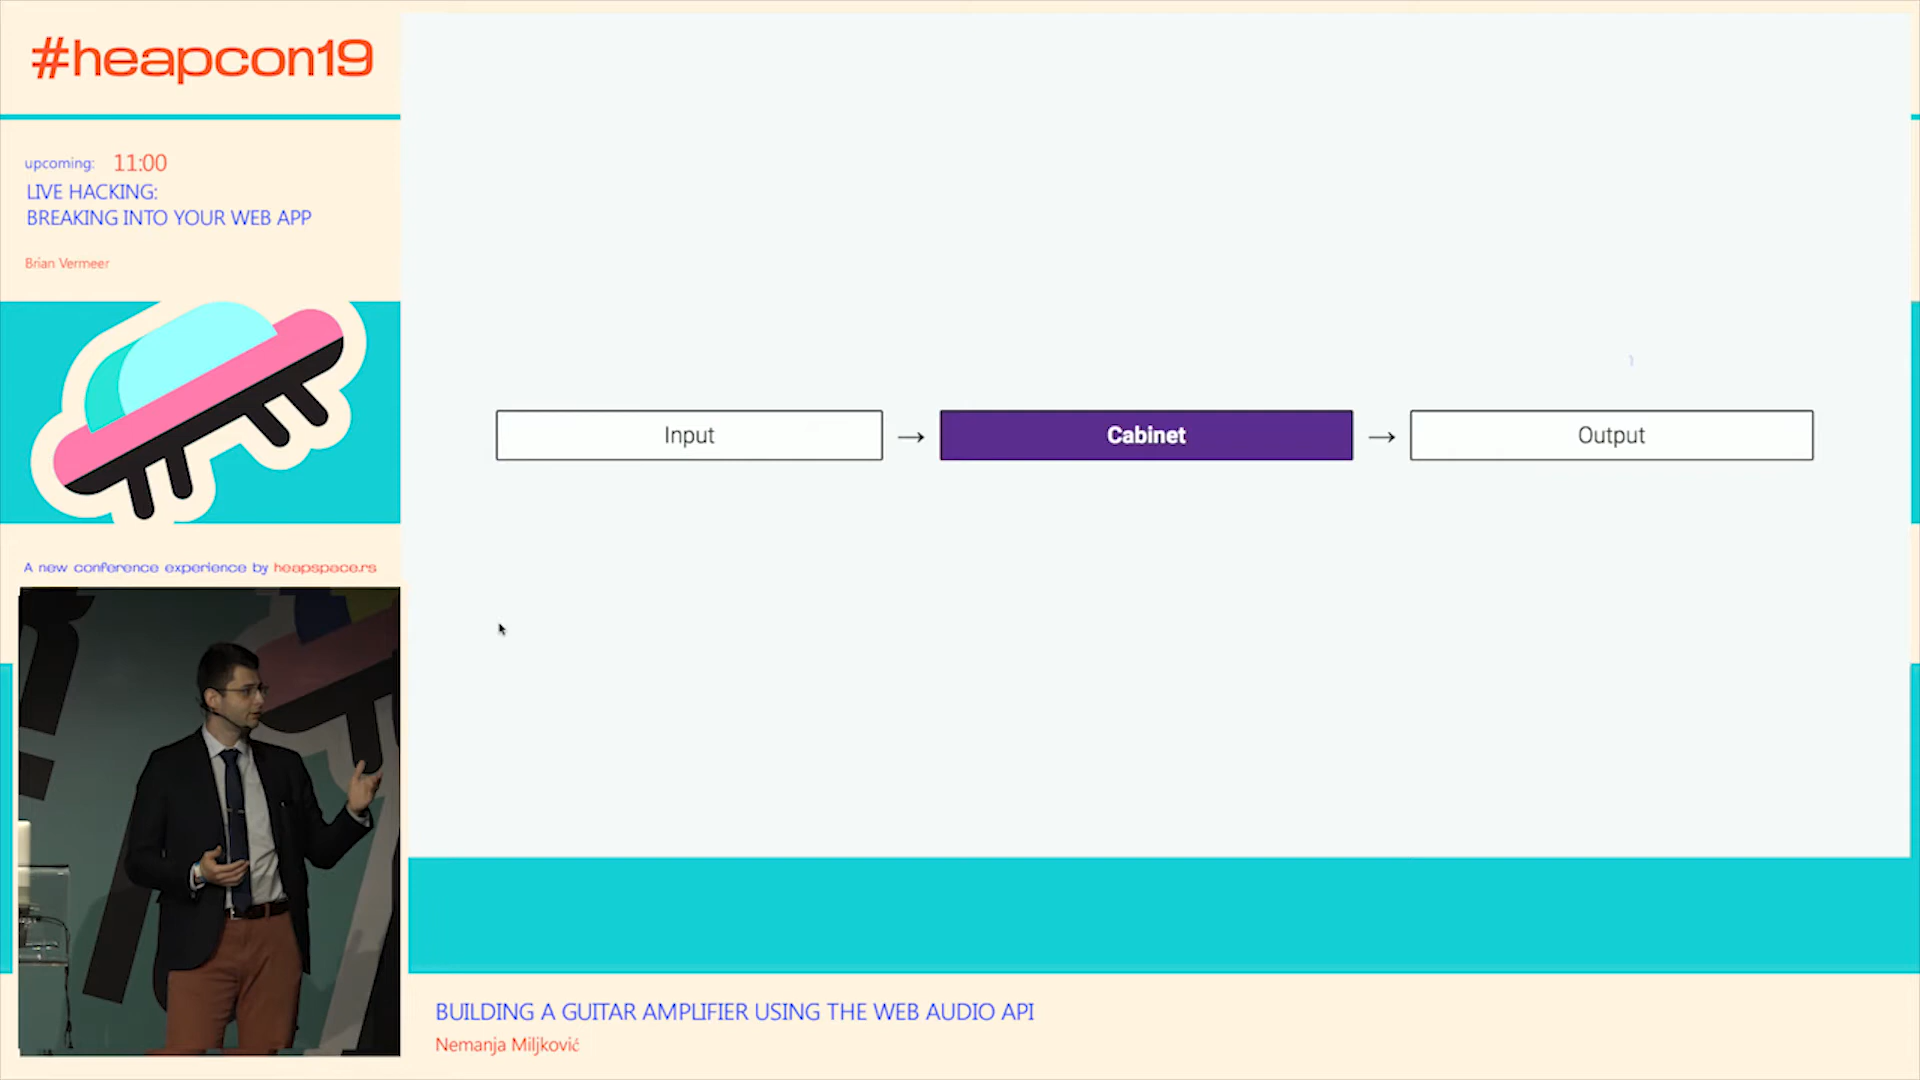 #heapcon19
upcoming: 11:00
LIVE HACKING:
BREAKING INTO YOUR WEB APP
Brian Vermeer
A new conference experience by heapspace.rs
Input → Cabinet → Output
BUILDING A GUITAR AMPLIFIER USING THE WEB AUDIO API
Nemanja Miljković